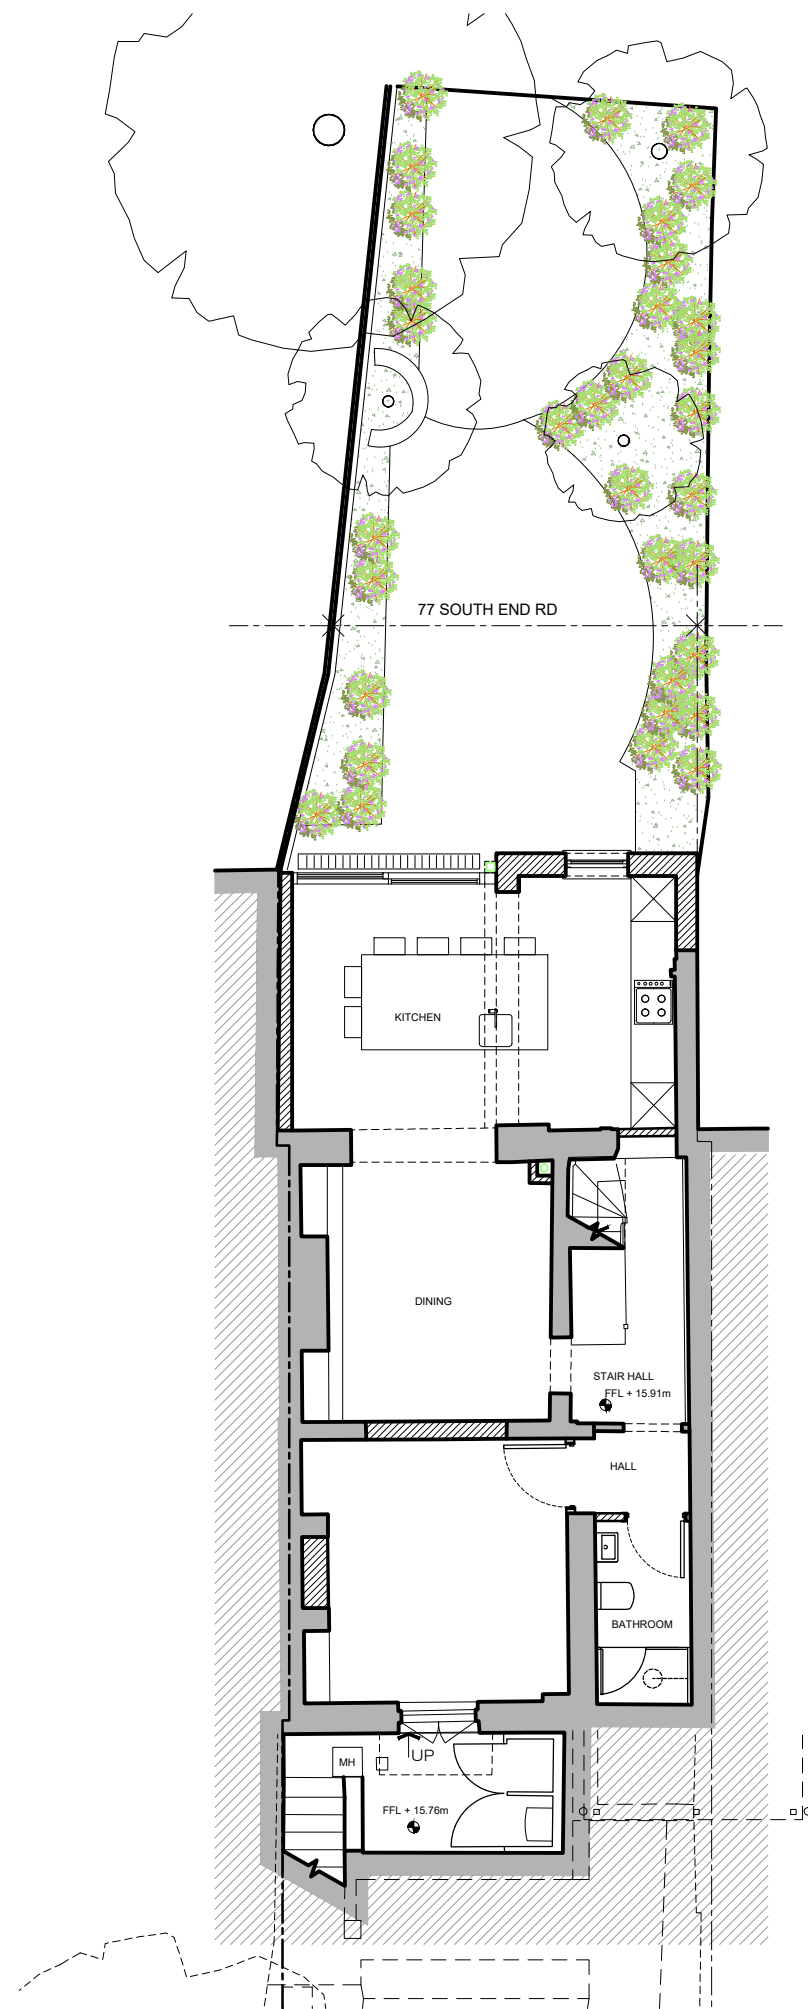 77 SOUTH END RD
KITCHEN
DINING
STAIR HALL
FFL + 15.91m
HALL
BATHROOM
UP
MH
FFL + 15.76m